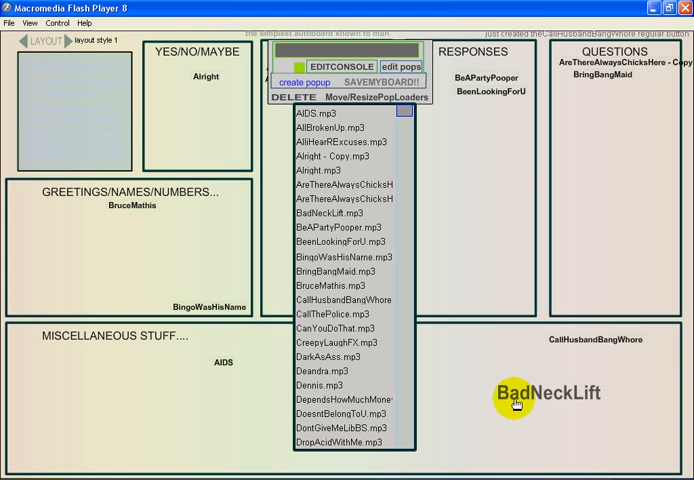 Macromedia Flash Player 8
File View Control Help
the simplest autoboard known to man
just created theCallHusbandBangWhore regular button
LAYOUT layout style 1
YES/NO/MAYBE
Alright
EDITCONSOLE edit pops
create popup SAVEMYBOARD!!
DELETE Move/ResizePopLoaders
RESPONSES
BeAPartyPooper
BeenLookingForU
QUESTIONS
AreThereAlwaysChicksHere - Copy
BringBangMaid
GREETINGS/NAMES/NUMBERS...
BruceMathis
BingoWasHisName
AIDS.mp3
AllBrokenUp.mp3
AlliHearRExcuses.mp3
Alright - Copy.mp3
Alright.mp3
AreThereAlwaysChicksH
AreThereAlwaysChicksH
BadNeckLift.mp3
BeAPartyPooper.mp3
BeenLookingForU.mp3
BingoWasHisName.mp3
BringBangMaid.mp3
BruceMathis.mp3
CallHusbandBangWhore
CallThePolice.mp3
CanYouDoThat.mp3
CreepyLaughFX.mp3
DarkAsAss.mp3
Deandra.mp3
Dennis.mp3
DependsHowMuchMone
DoesntBelongToU.mp3
DontGiveMeLibBS.mp3
DropAcidWithMe.mp3
MISCELLANEOUS STUFF....
AIDS
CallHusbandBangWhore
BadNeckLift